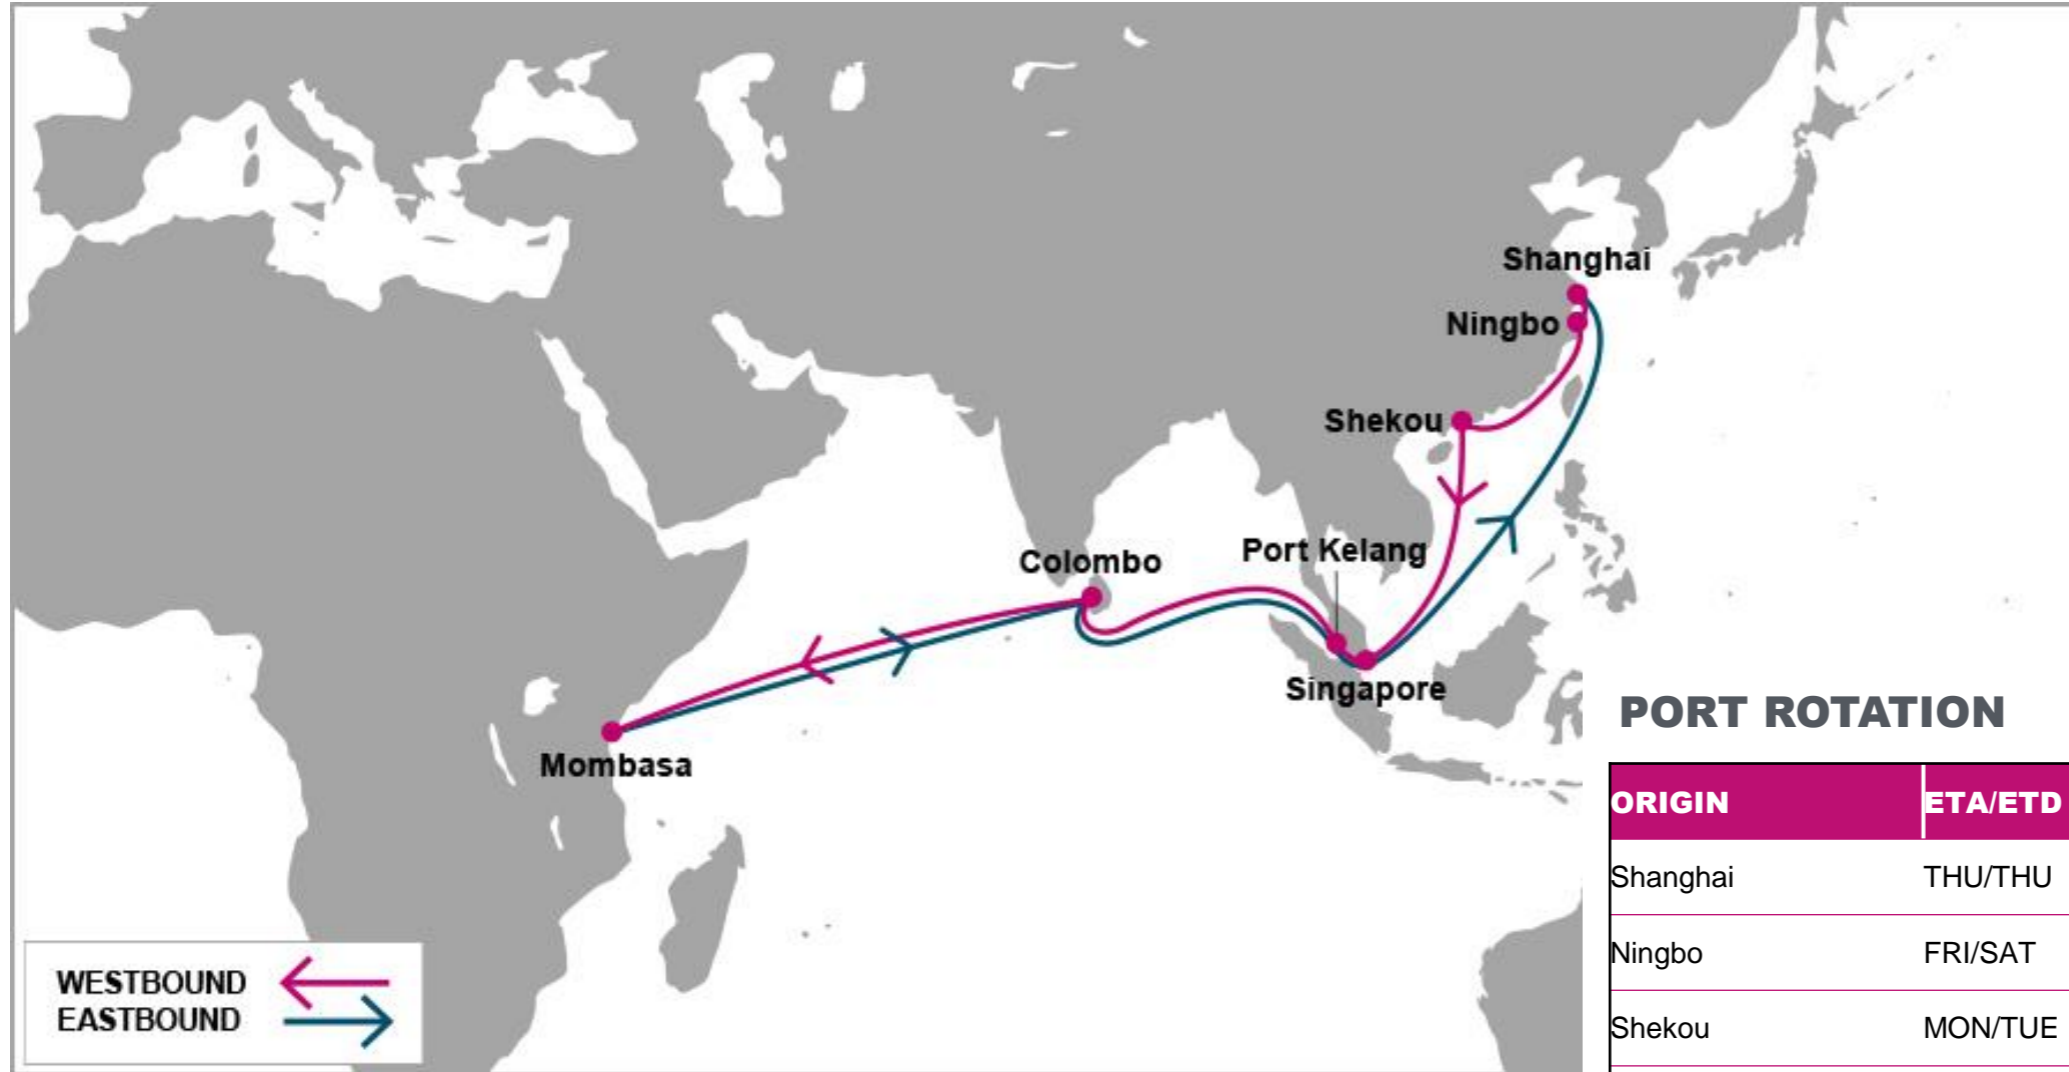 Shanghai
Ningbo
Shekou
Port Kelang
Colombo
Singapore
Mombasa
WESTBOUND
EASTBOUND
PORT ROTATION
ORIGIN ETA/ETD
Shanghai THU/THU
Ningbo FRI/SAT
Shekou MON/TUE